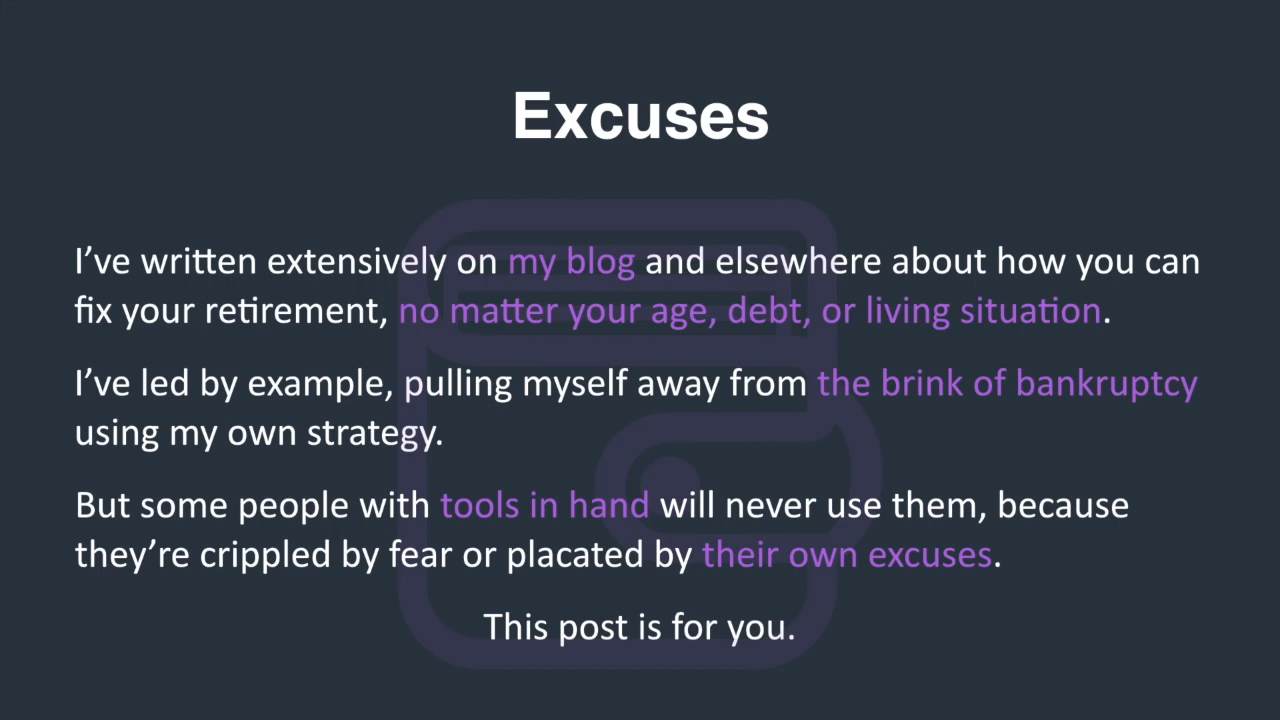 Excuses
I’ve written extensively on my blog and elsewhere about how you can
fix your retirement, no matter your age, debt, or living situation.
I’ve led by example, pulling myself away from the brink of bankruptcy
using my own strategy.
But some people with tools in hand will never use them, because
they’re crippled by fear or placated by their own excuses.
This post is for you.